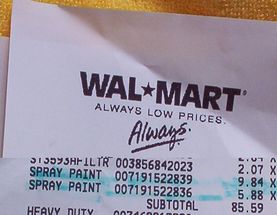 WAL★MART®
ALWAYS LOW PRICES.
Always.
ST3593AFILTR 003856842023 2.07 X
SPRAY PAINT 007191522839 9.84 X
SPRAY PAINT 007191522836 5.88 X
SUBTOTAL 85.59
HEAVY DUTY